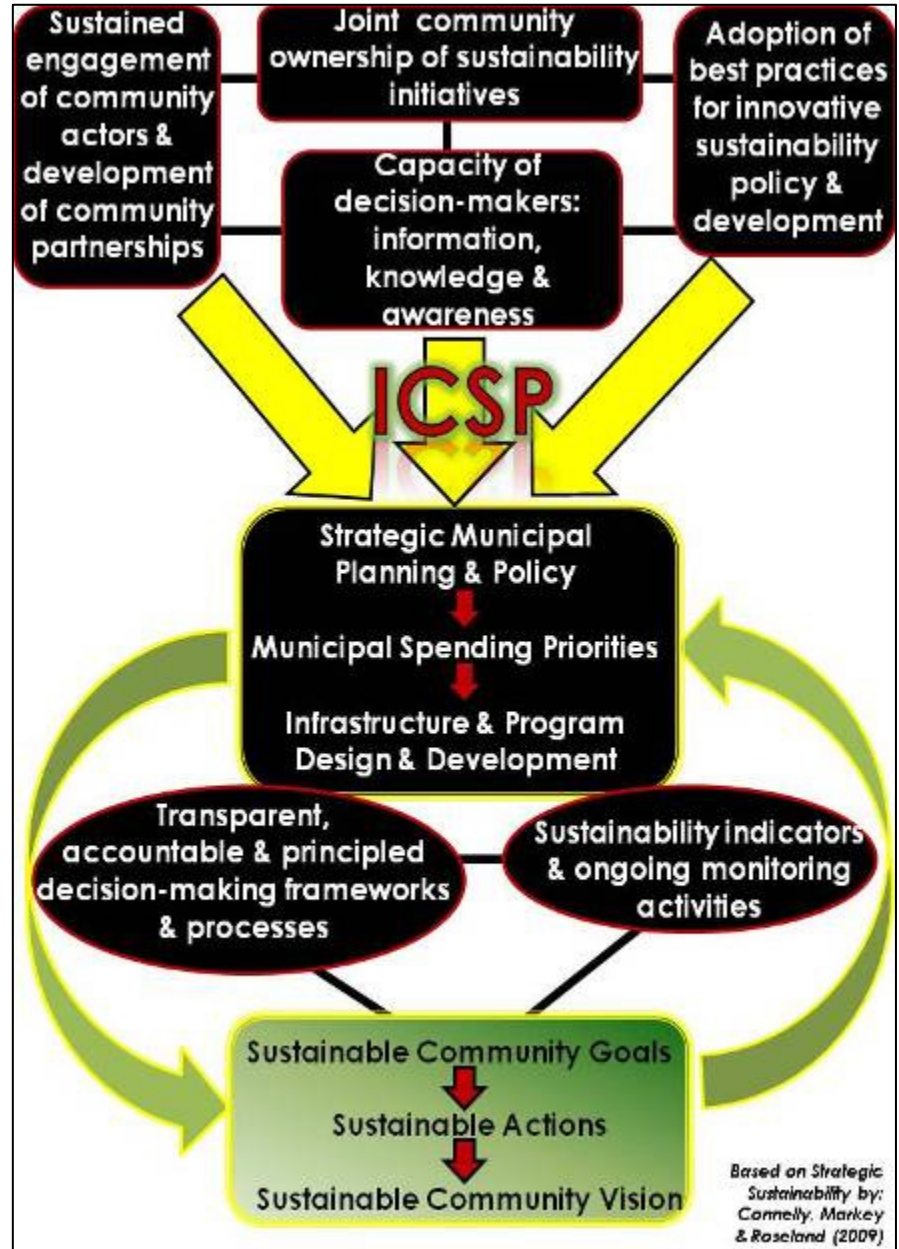 Sustained
engagement
of community
actors &
development
of community
partnerships
Joint community
ownership of sustainability
initiatives
Adoption of
best practices
for innovative
sustainability
policy &
development
Capacity of
decision-makers:
information,
knowledge &
awareness
ICSP
Strategic Municipal
Planning & Policy
Municipal Spending Priorities
Infrastructure & Program
Design & Development
Transparent,
accountable & principled
decision-making frameworks
& processes
Sustainability indicators
& ongoing monitoring
activities
Sustainable Community Goals
Sustainable Actions
Sustainable Community Vision
Based on Strategic
Sustainability by:
Connelly, Markey
& Roseland (2009)